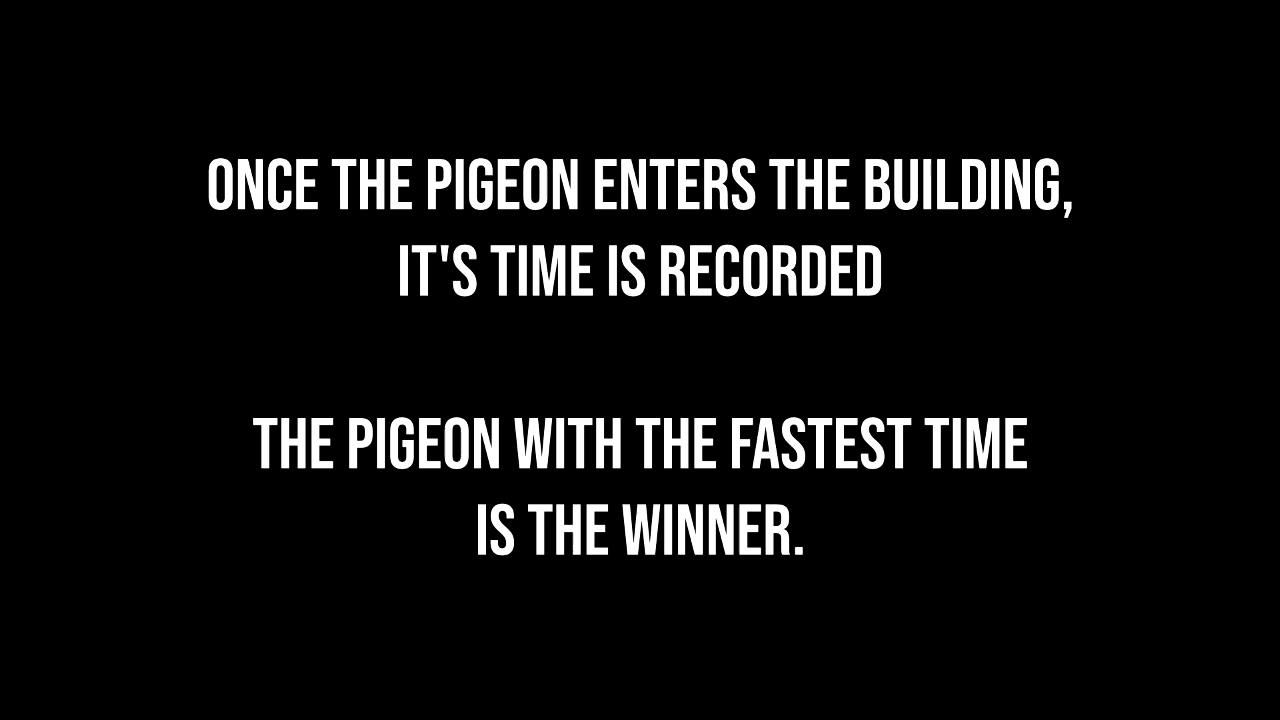 ONCE THE PIGEON ENTERS THE BUILDING,
IT'S TIME IS RECORDED
THE PIGEON WITH THE FASTEST TIME
IS THE WINNER.